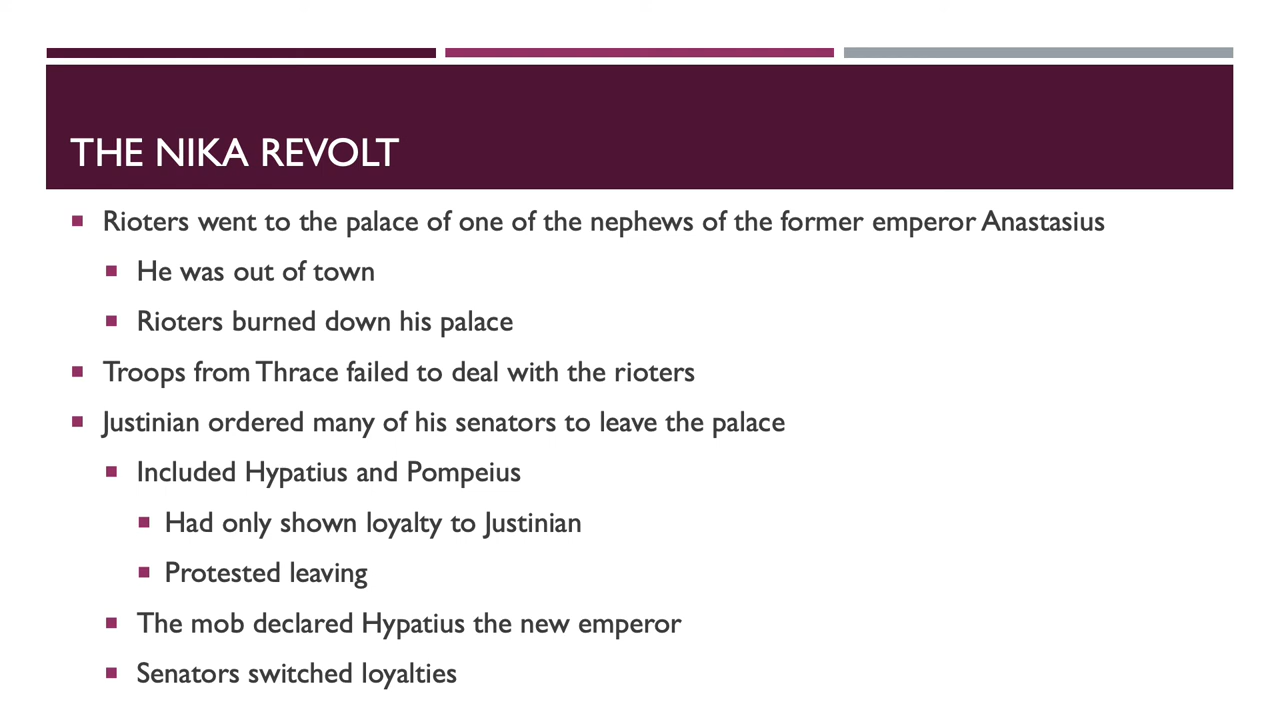 THE NIKA REVOLT
Rioters went to the palace of one of the nephews of the former emperor Anastasius
He was out of town
Rioters burned down his palace
Troops from Thrace failed to deal with the rioters
Justinian ordered many of his senators to leave the palace
Included Hypatius and Pompeius
Had only shown loyalty to Justinian
Protested leaving
The mob declared Hypatius the new emperor
Senators switched loyalties